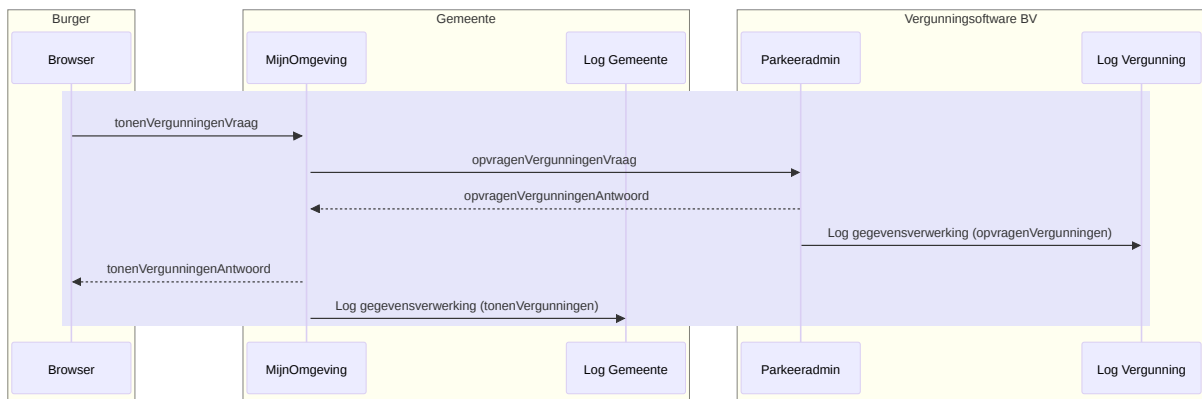 Burger
Gemeente
Vergunningsoftware BV
Browser
MijnOmgeving
Log Gemeente
Parkeeradmin
Log Vergunning
tonenVergunningenVraag
opvragenVergunningenVraag
opvragenVergunningenAntwoord
Log gegevensverwerking (opvragenVergunningen)
tonenVergunningenAntwoord
Log gegevensverwerking (tonenVergunningen)
Browser
MijnOmgeving
Log Gemeente
Parkeeradmin
Log Vergunning